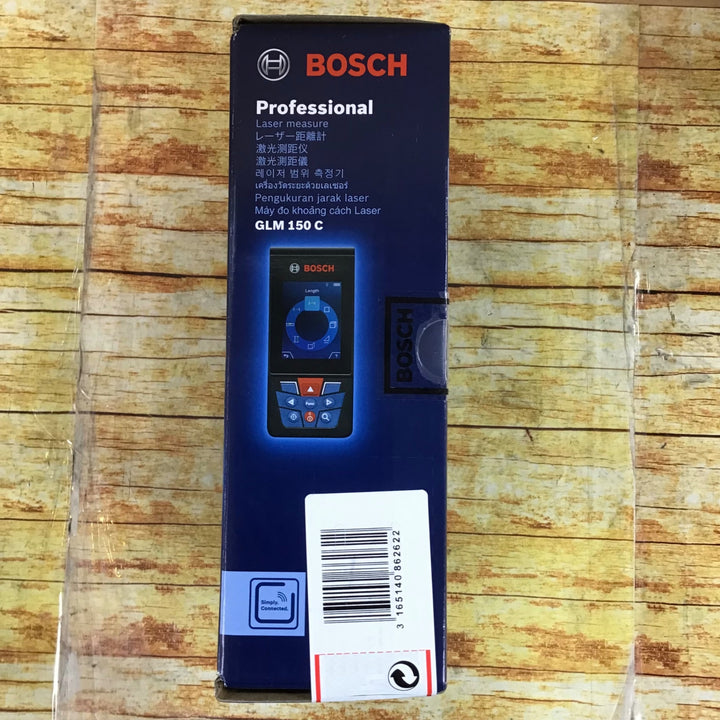 BOSCH
Professional
Laser measure
レーザー距離計
激光测距仪
激光測距儀
레이저 범위 측정기
เครื่องวัดระยะด้วยเลเซอร์
Pengukuran jarak laser
Máy đo khoảng cách Laser
GLM 150 C
BOSCH
Length
Func
BOSCH
Simply.
Connected.
3 165140 862622